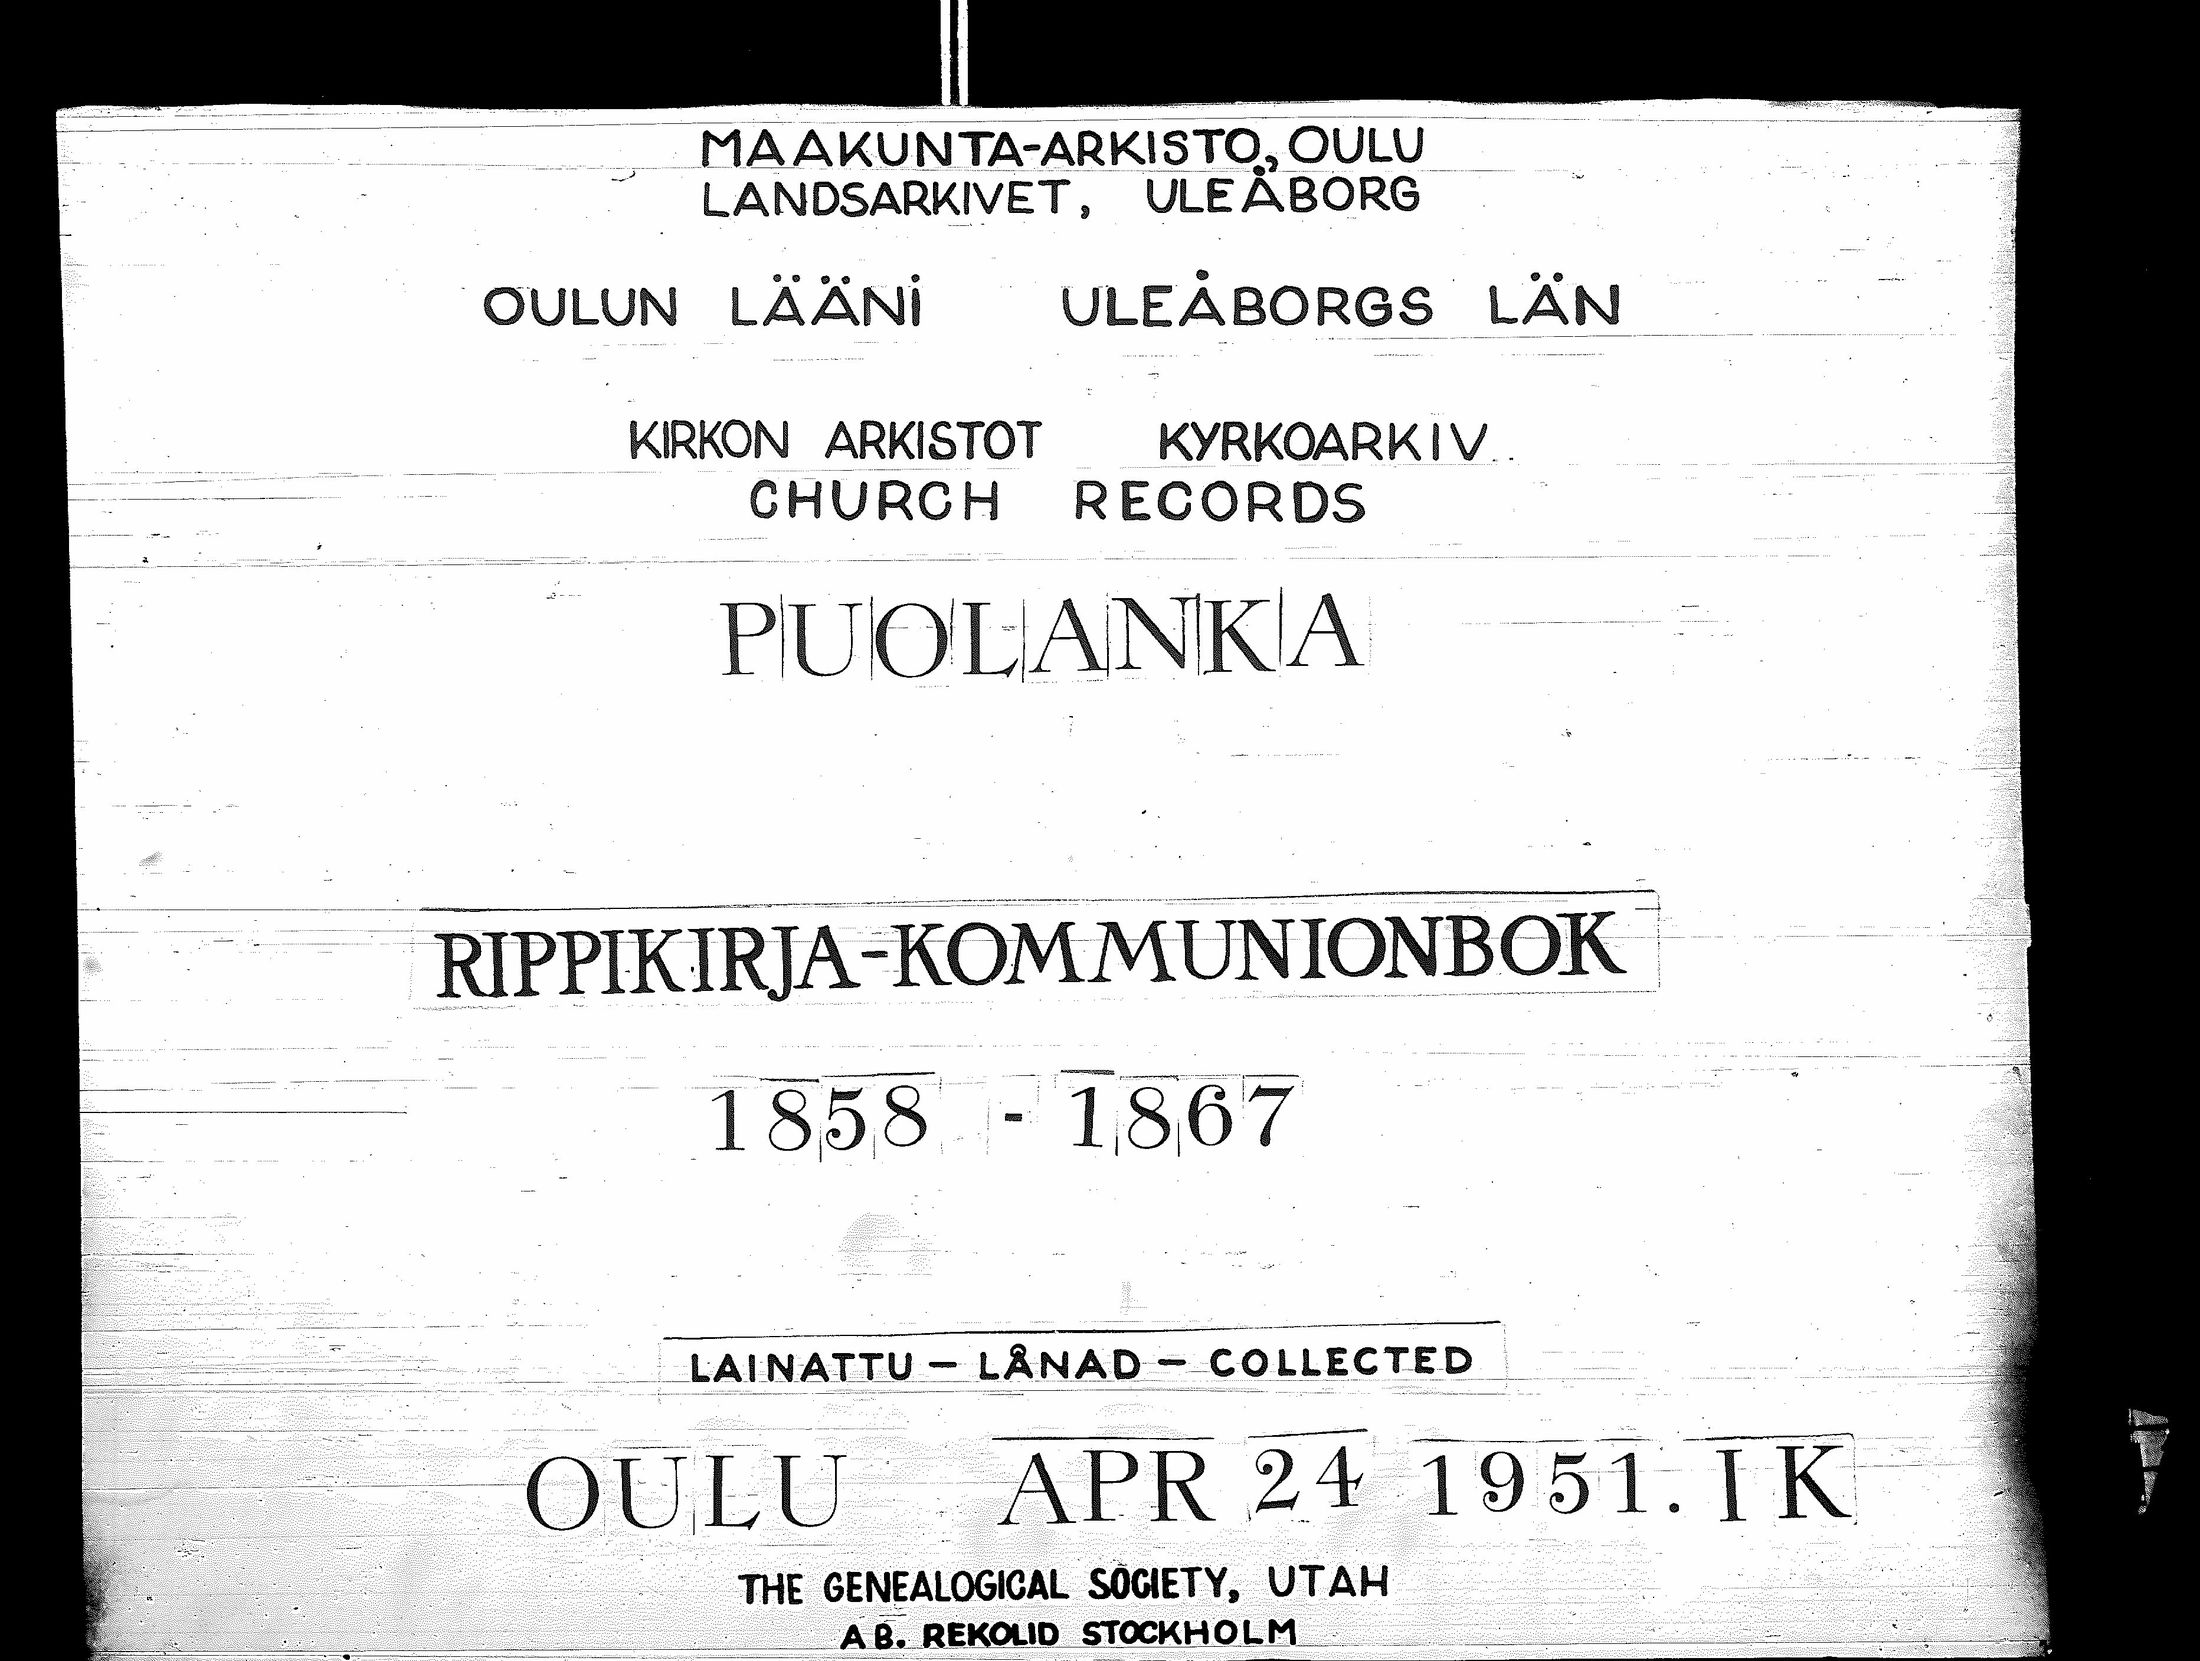 MAAKUNTA-ARKISTO, OULU
LANDSARKIVET, ULEÅBORG
OULUN LÄÄNI ULEÅBORGS LÄN
KIRKON ARKISTOT KYRKOARKIV
CHURCH RECORDS
PUOLANKA
RIPPIKIRJA-KOMMUNIONBOK
1858 - 1867
LAINATTU – LÅNAD – COLLECTED
OULU APR 24 1951. IK
THE GENEALOGICAL SOCIETY, UTAH
AB. REKOLID STOCKHOLM